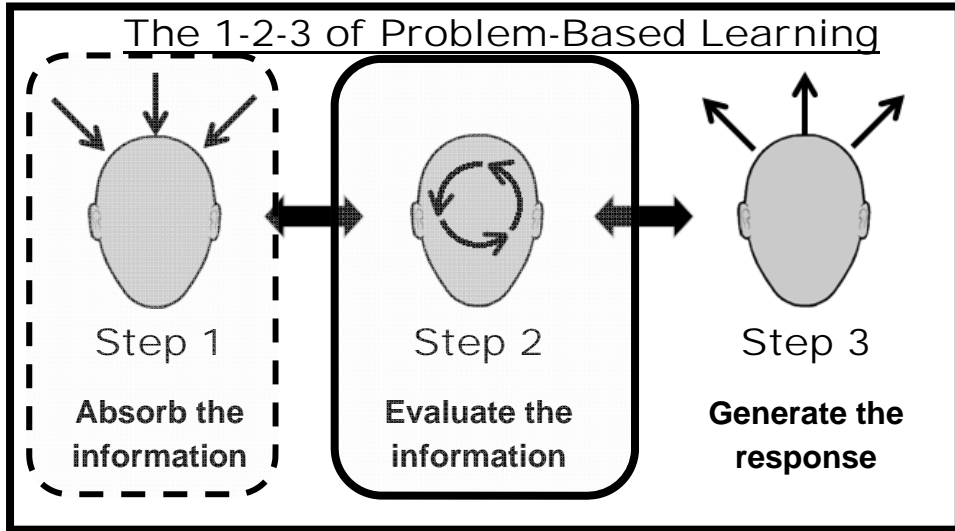 The 1-2-3 of Problem-Based Learning
Step 1
Absorb the
information
Step 2
Evaluate the
information
Step 3
Generate the
response